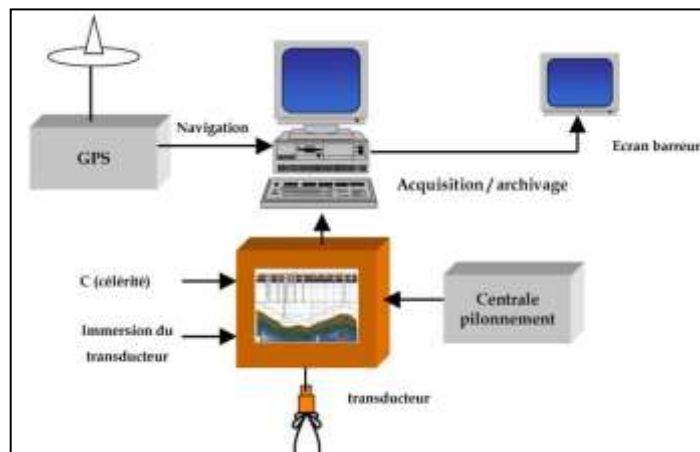 Navigation
GPS
Ecran barreur
Acquisition / archivage
C (célérité)
Immersion du
transducteur
Centrale
pilonnement
transducteur